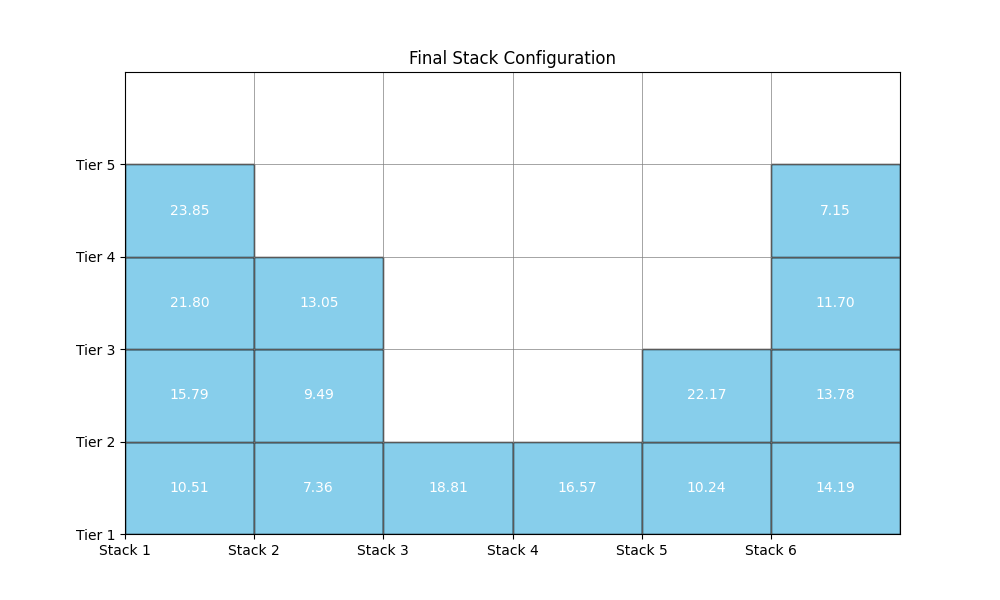 Final Stack Configuration
Tier 5
23.85 7.15
Tier 4
21.80 13.05 11.70
Tier 3
15.79 9.49 22.17 13.78
Tier 2
10.51 7.36 18.81 16.57 10.24 14.19
Tier 1
Stack 1 Stack 2 Stack 3 Stack 4 Stack 5 Stack 6